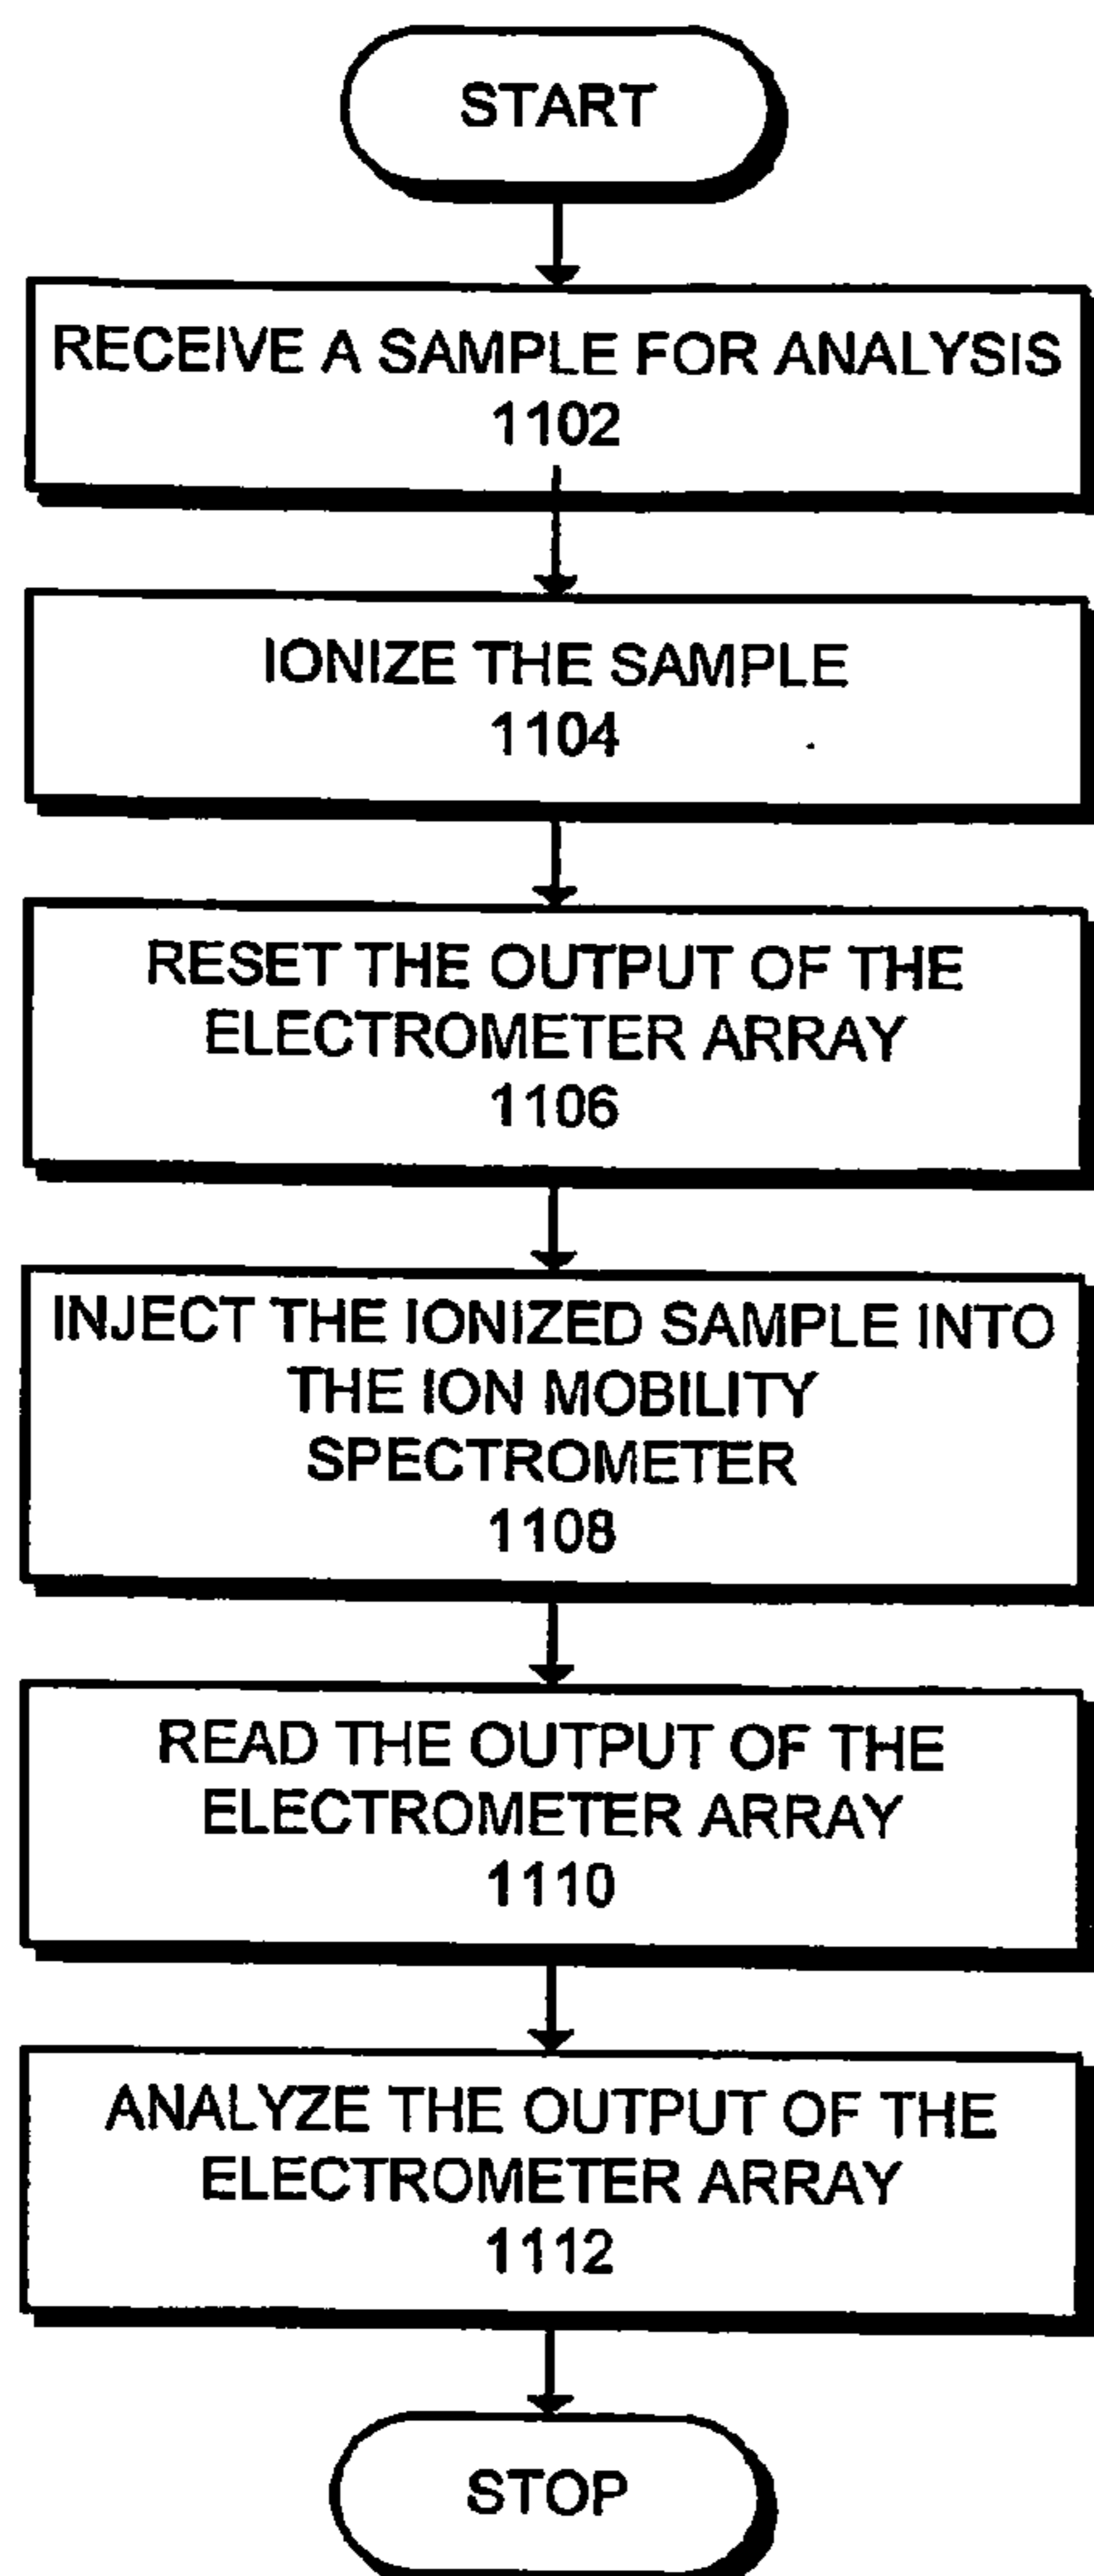 START
RECEIVE A SAMPLE FOR ANALYSIS
1102
IONIZE THE SAMPLE
1104
RESET THE OUTPUT OF THE
ELECTROMETER ARRAY
1106
INJECT THE IONIZED SAMPLE INTO
THE ION MOBILITY
SPECTROMETER
1108
READ THE OUTPUT OF THE
ELECTROMETER ARRAY
1110
ANALYZE THE OUTPUT OF THE
ELECTROMETER ARRAY
1112
STOP